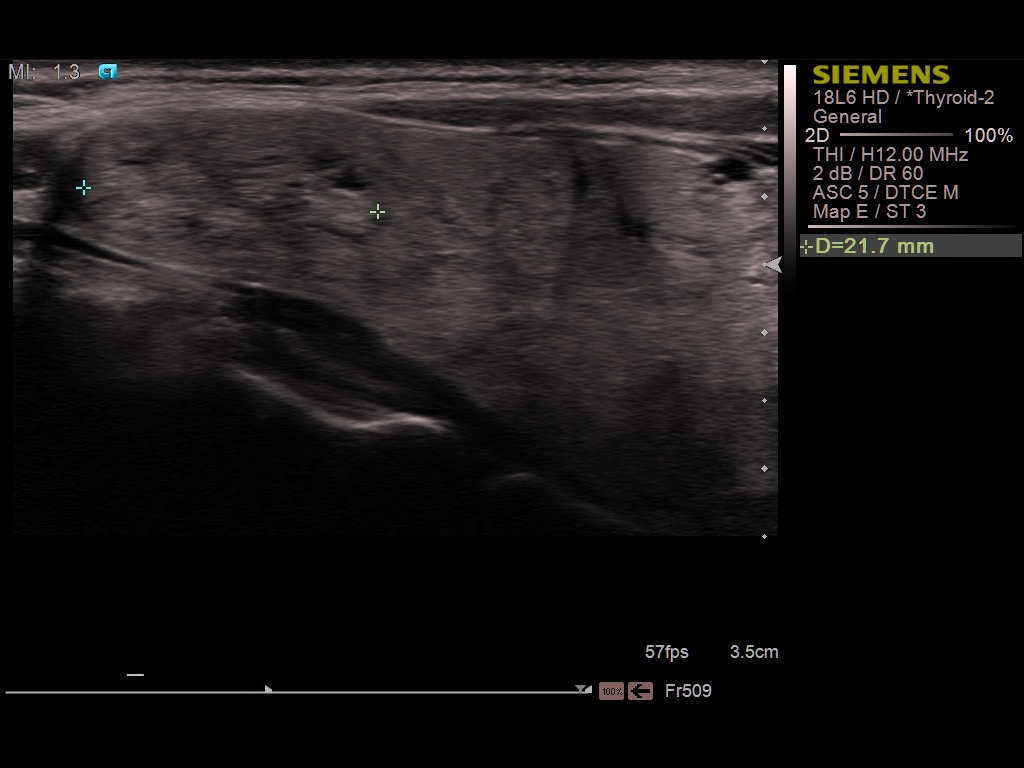 MI: 1.3
SIEMENS
18L6 HD / *Thyroid-2
General
2D 100%
THI / H12.00 MHz
2 dB / DR 60
ASC 5 / DTCE M
Map E / ST 3
D=21.7 mm
57fps 3.5cm
100% Fr509